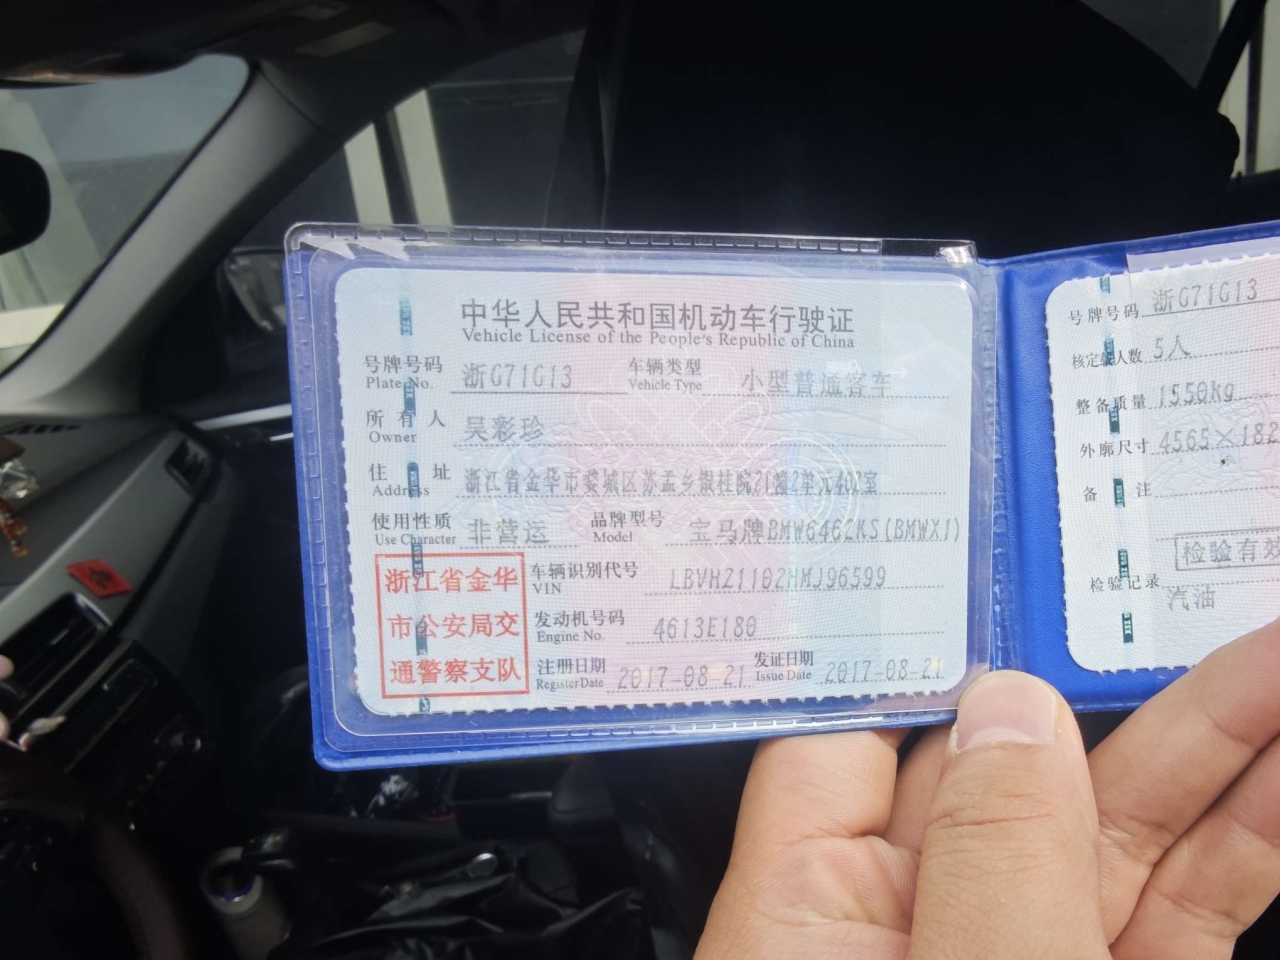 中华人民共和国机动车行驶证
Vehicle License of the People's Republic of China
号牌号码 浙G71G13 车辆类型 小型普通客车
Plate No. Vehicle Type
所有人 吴彩珍
Owner
住址 浙江省金华市婺城区苏孟乡银桂院21幢2单元402室
Address
使用性质 非营运 品牌型号 宝马牌BMW6462KS(BMWX1)
Use Character Model
浙江省金华
市公安局交
通警察支队
车辆识别代号 LBVHZ1102HMJ96599
VIN
发动机号码 4613E180
Engine No.
注册日期 2017-08-21 发证日期 2017-08-21
Register Date Issue Date
号牌号码 浙G71G13
核定载人数 5人
整备质量 1550kg
外廓尺寸 4565×182
备注
检验有效
检验记录
汽油